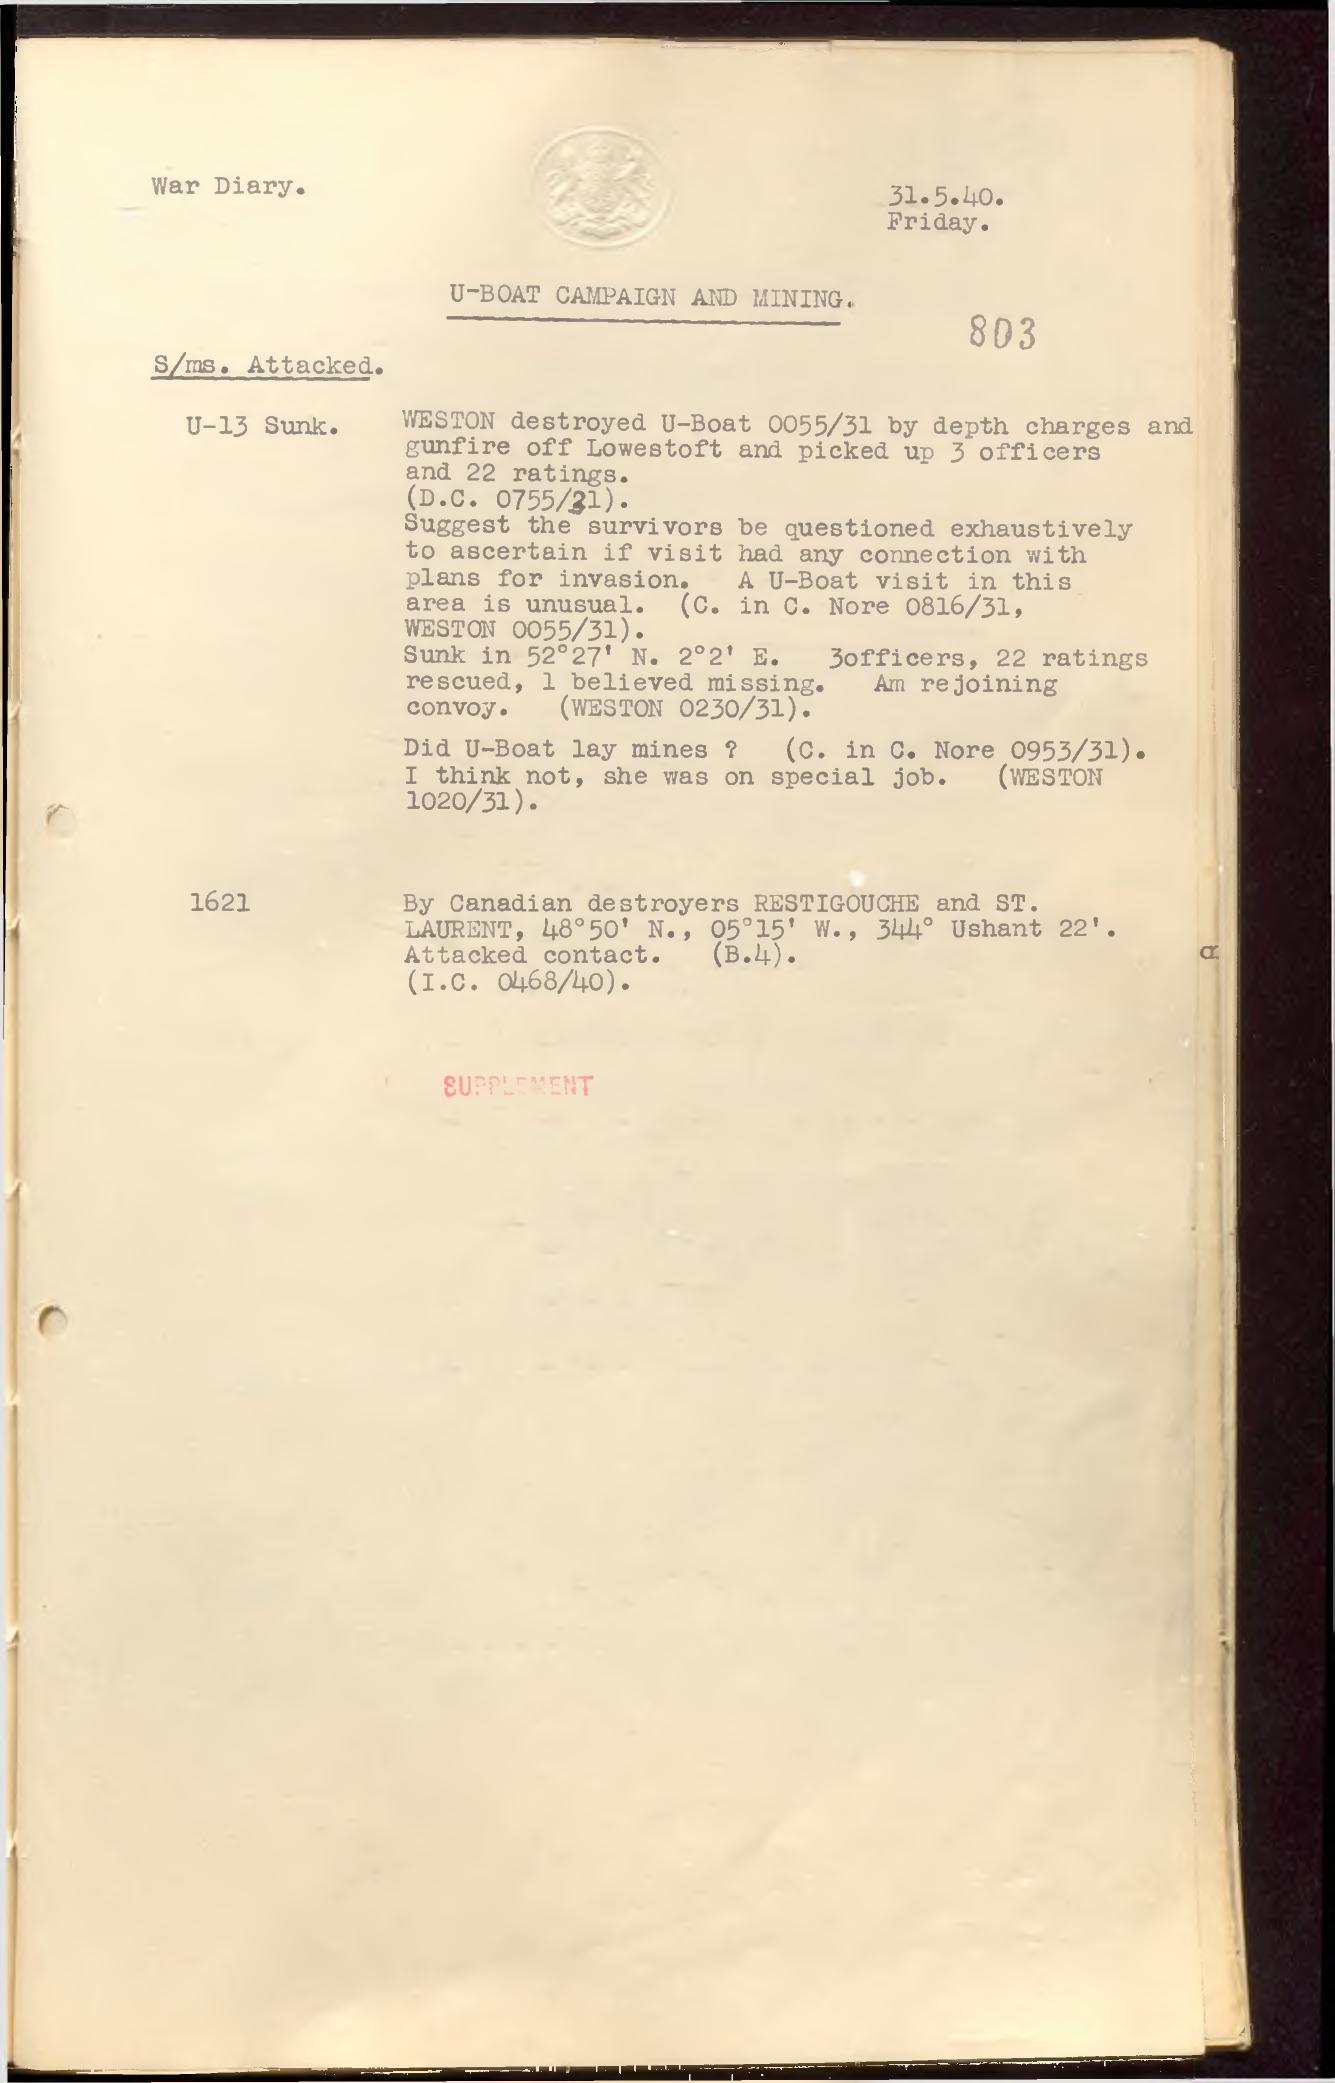 War Diary.
31.5.40.
Friday.
U-BOAT CAMPAIGN AND MINING.
803
S/ms. Attacked.
U-13 Sunk.
WESTON destroyed U-Boat 0055/31 by depth charges and
gunfire off Lowestoft and picked up 3 officers
and 22 ratings.
(D.C. 0755/31).
Suggest the survivors be questioned exhaustively
to ascertain if visit had any connection with
plans for invasion. A U-Boat visit in this
area is unusual. (C. in C. Nore 0816/31,
WESTON 0055/31).
Sunk in 52°27' N. 2°2' E. 3officers, 22 ratings
rescued, 1 believed missing. Am rejoining
convoy. (WESTON 0230/31).
Did U-Boat lay mines ? (C. in C. Nore 0953/31).
I think not, she was on special job. (WESTON
1020/31).
1621
By Canadian destroyers RESTIGOUCHE and ST.
LAURENT, 48°50' N., 05°15' W., 344° Ushant 22'.
Attacked contact. (B.4).
(I.C. 0468/40).
SUPPLEMENT